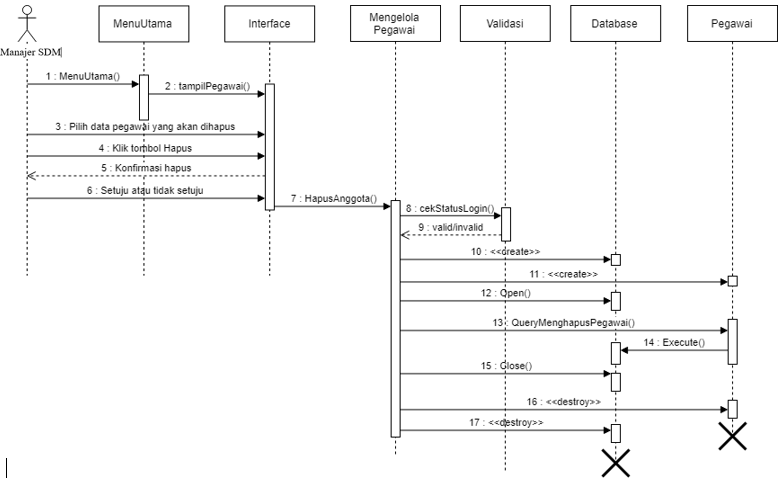 MenuUtama
Interface
Mengelola
Pegawai
Validasi
Database
Pegawai
Manajer SDM
1 : MenuUtama()
2 : tampilPegawai()
3 : Pilih data pegawai yang akan dihapus
4 : Klik tombol Hapus
5 : Konfirmasi hapus
6 : Setuju atau tidak setuju
7 : HapusAnggota()
8 : cekStatusLogin()
9 : valid/invalid
10 : <<create>>
11 : <<create>>
12 : Open()
13 : QueryMenghapusPegawai()
14 : Execute()
15 : Close()
16 : <<destroy>>
17 : <<destroy>>